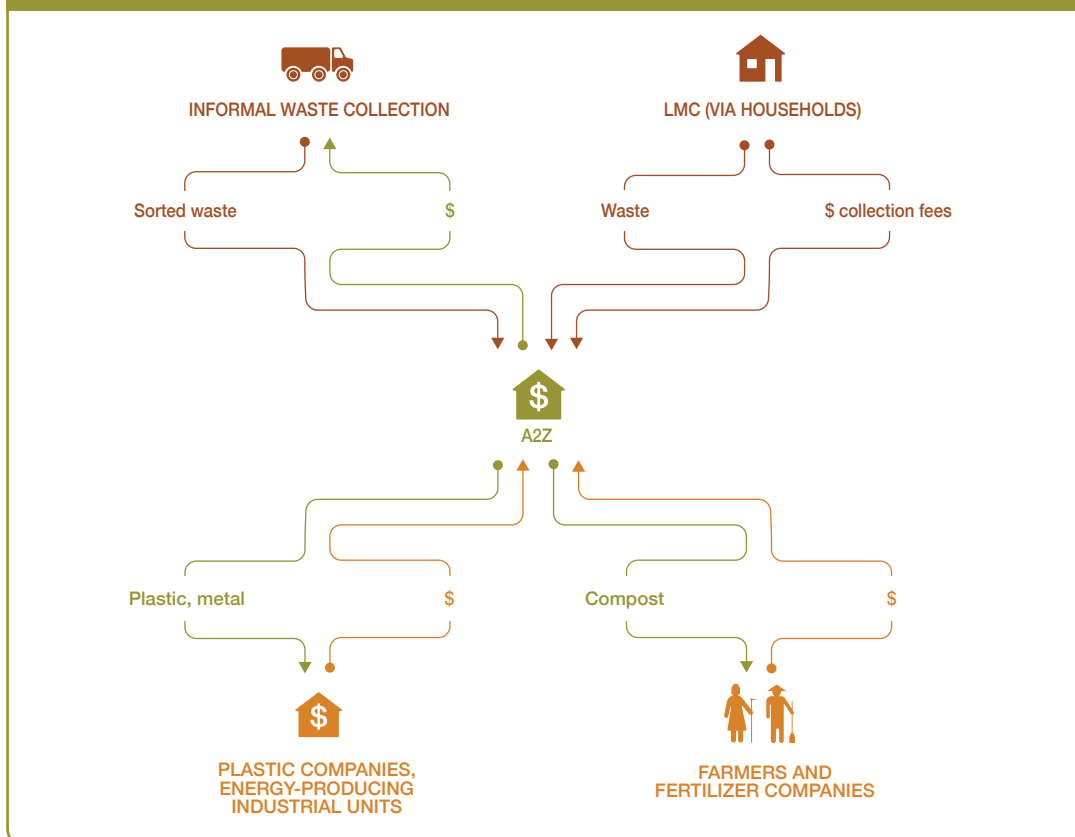 INFORMAL WASTE COLLECTION
LMC (VIA HOUSEHOLDS)
Sorted waste
$
Waste
$ collection fees
$
A2Z
Plastic, metal
$
Compost
$
$
PLASTIC COMPANIES,
ENERGY-PRODUCING
INDUSTRIAL UNITS
FARMERS AND
FERTILIZER COMPANIES